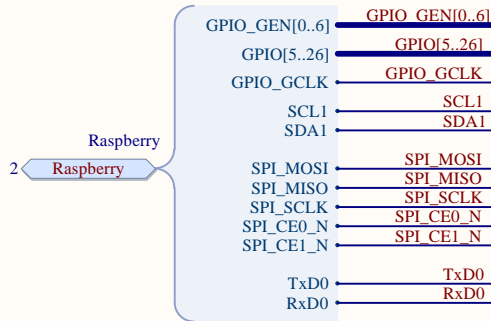 GPIO_GEN[0..6] GPIO_GEN[0..6]
GPIO[5..26] GPIO[5..26]
GPIO_GCLK GPIO_GCLK
SCL1 SCL1
SDA1 SDA1
Raspberry
2 Raspberry
SPI_MOSI SPI_MOSI
SPI_MISO SPI_MISO
SPI_SCLK SPI_SCLK
SPI_CE0_N SPI_CE0_N
SPI_CE1_N SPI_CE1_N
TxD0 TxD0
RxD0 RxD0